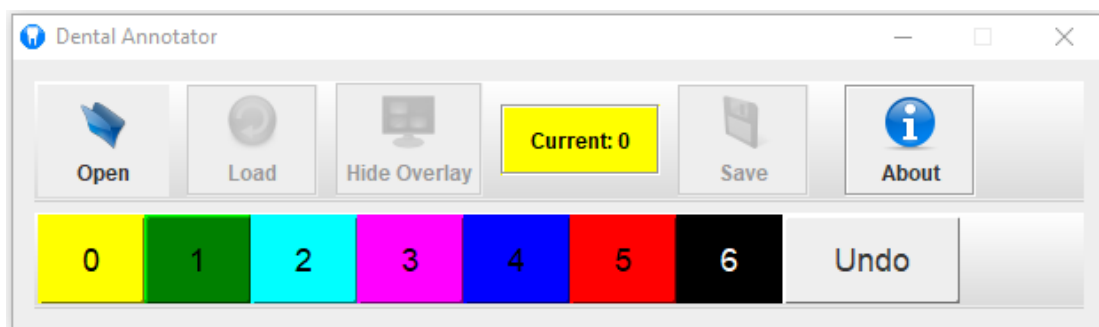 Dental Annotator
Open Load Hide Overlay Current: 0 Save About
0 1 2 3 4 5 6 Undo